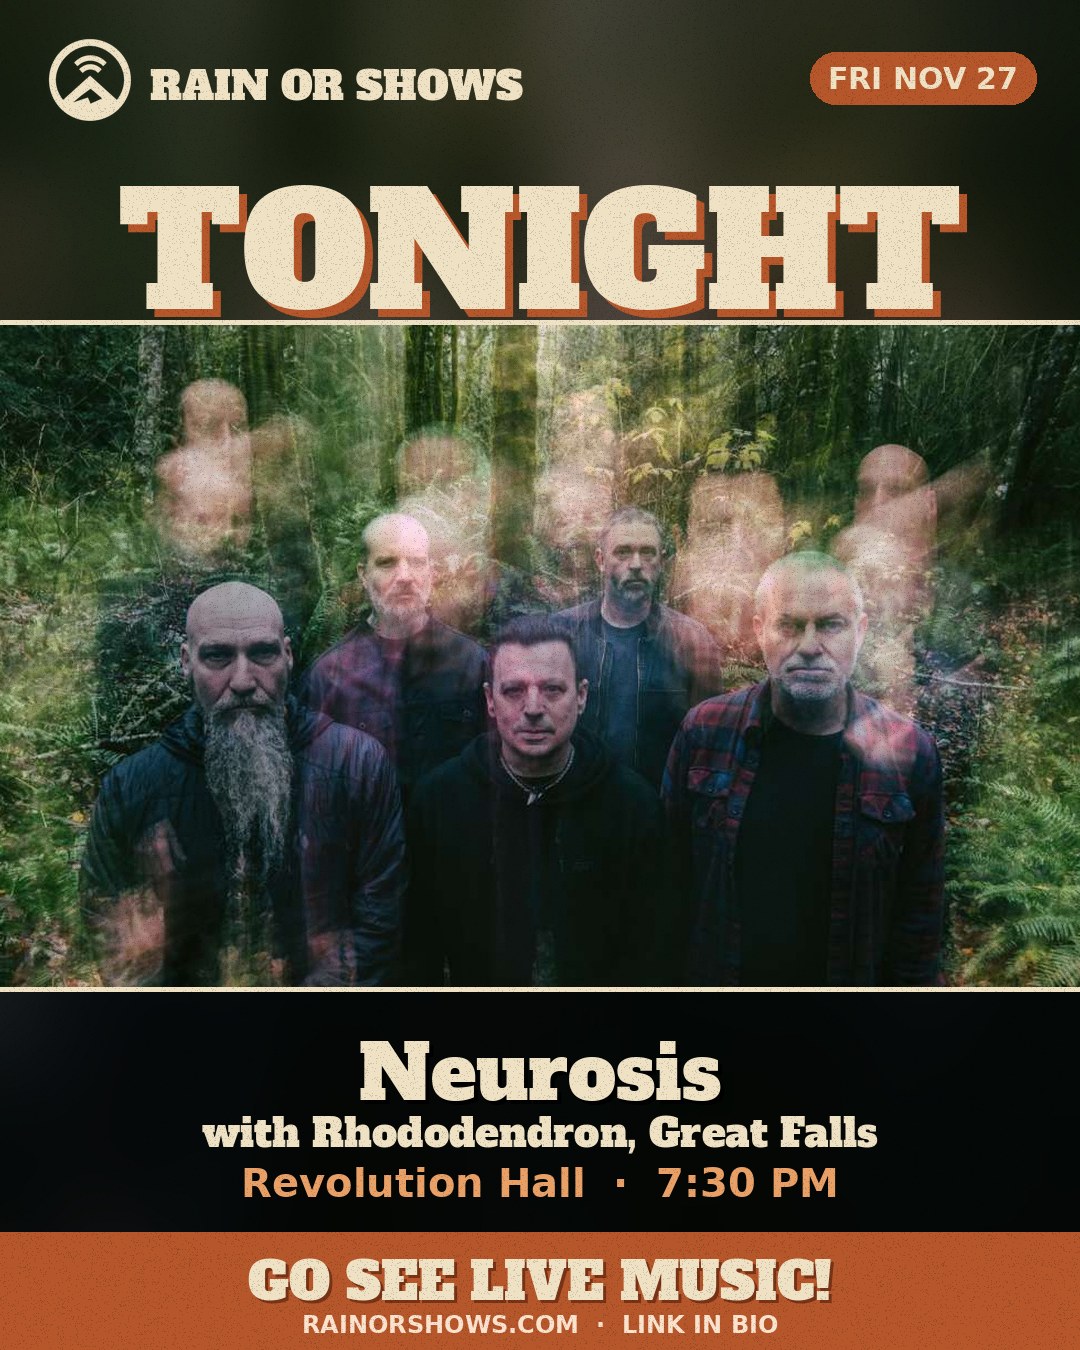 RAIN OR SHOWS
FRI NOV 27
TONIGHT
Neurosis
with Rhododendron, Great Falls
Revolution Hall · 7:30 PM
GO SEE LIVE MUSIC!
RAINORSHOWS.COM · LINK IN BIO